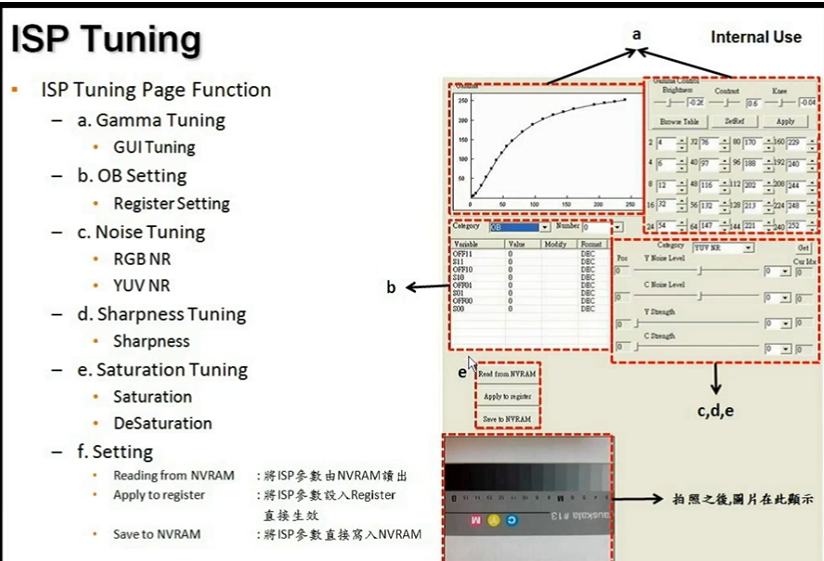 ISP Tuning
Internal Use
ISP Tuning Page Function
– a. Gamma Tuning
GUI Tuning
– b. OB Setting
Register Setting
– c. Noise Tuning
RGB NR
YUV NR
– d. Sharpness Tuning
Sharpness
– e. Saturation Tuning
Saturation
DeSaturation
– f. Setting
Reading from NVRAM :將ISP參數由NVRAM讀出
Apply to register :將ISP參數設入Register
直接生效
Save to NVRAM :將ISP參數直接寫入NVRAM
a
Gamma
250
200
150
100
50
0 50 100 150 200 250
Gamma Control
Brightness Contrast Knee
-0.26 0.6 -0.04
Browse Table SetRef Apply
2 4 32 76 80 170 160 229
4 6 40 97 96 188 192 240
8 12 48 116 112 202 208 244
16 32 56 132 128 213 224 248
24 54 64 147 144 221 240 252
b
Category OB Number 0
Variable Value Modify Format
OFF11 0 DEC
S11 0 DEC
OFF10 0 DEC
S10 0 DEC
OFF01 0 DEC
S01 0 DEC
OFF00 0 DEC
S00 0 DEC
Category YUV NR Get
Pos Y Noise Level Cur Idx
0 0 0
C Noise Level
0 0 0
Y Strength
0 0 0
C Strength
0 0 0
c,d,e
e
Read from NVRAM
Apply to register
Save to NVRAM
拍照之後,圖片在此顯示
M Y C
auskala #13